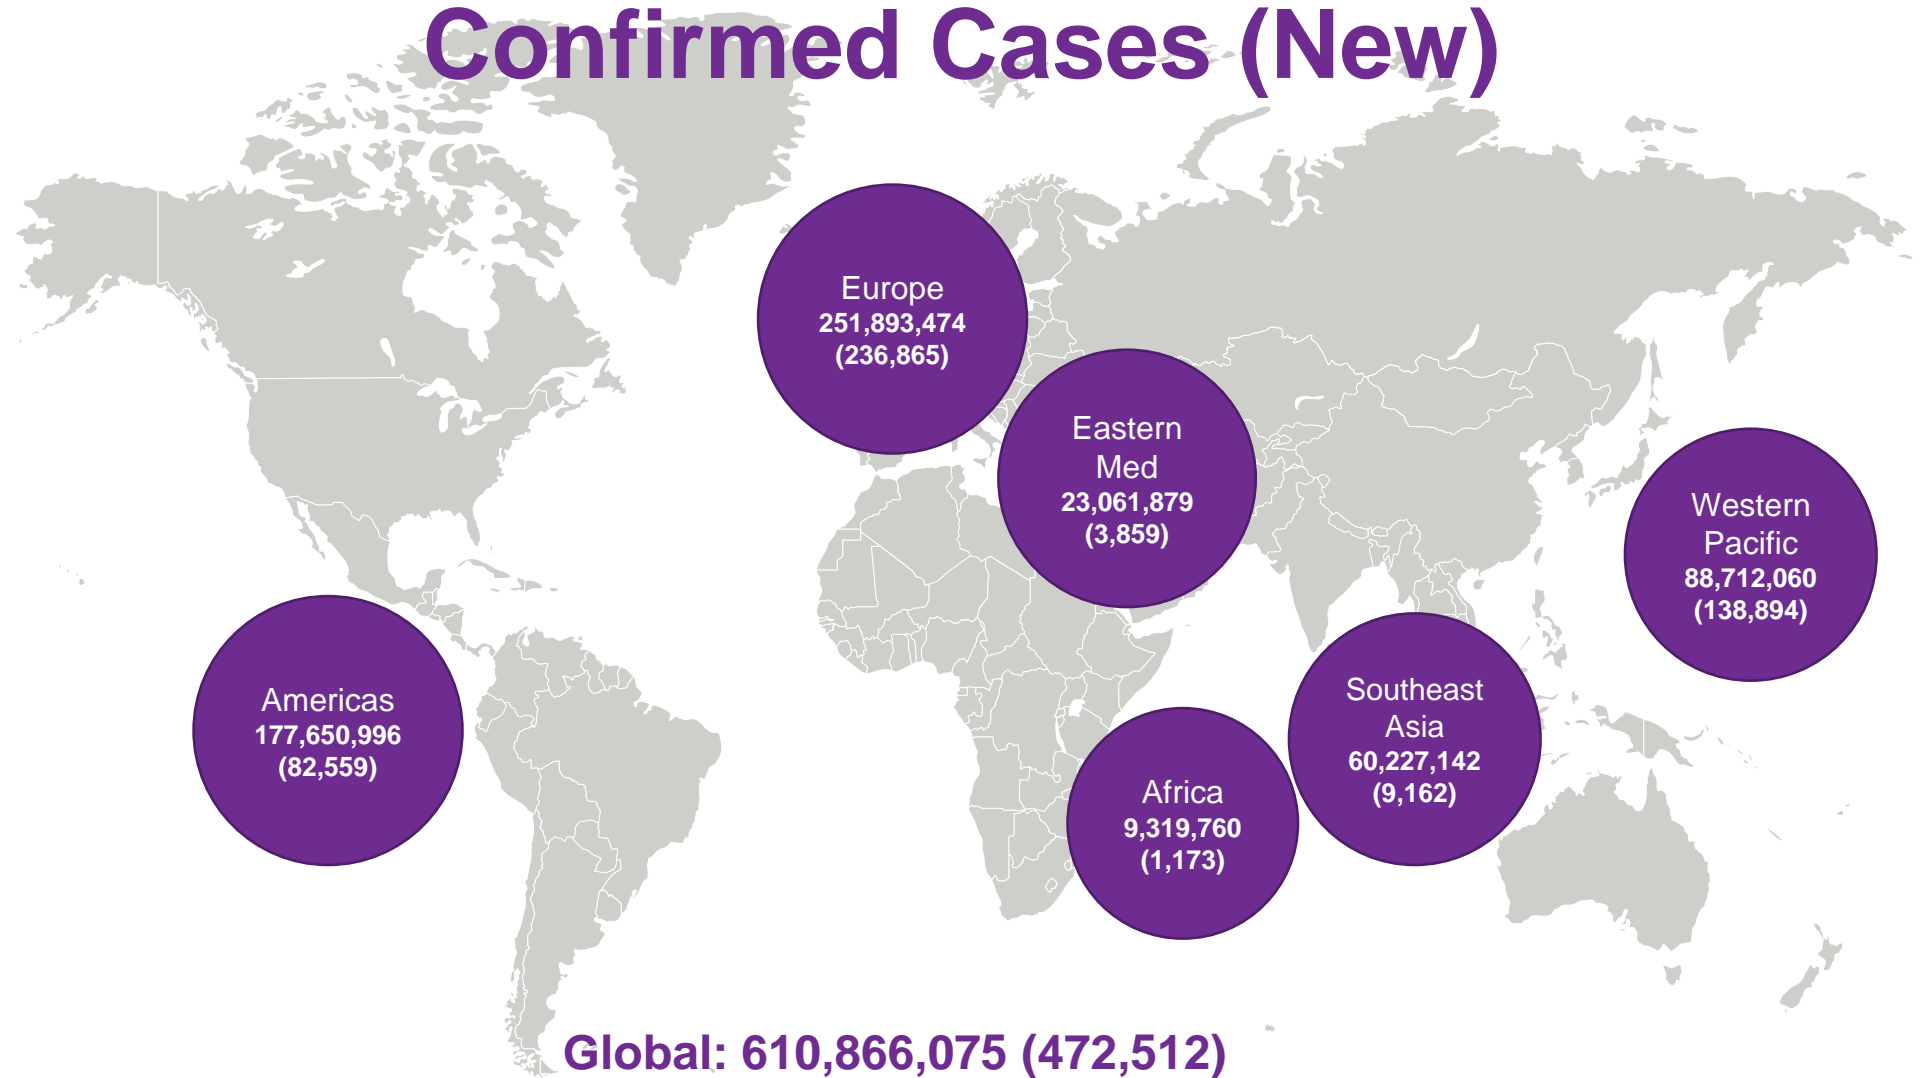 Confirmed Cases (New)
Europe
251,893,474
(236,865)
Eastern
Med
23,061,879
(3,859)
Western
Pacific
88,712,060
(138,894)
Americas
177,650,996
(82,559)
Southeast
Asia
60,227,142
(9,162)
Africa
9,319,760
(1,173)
Global: 610,866,075 (472,512)